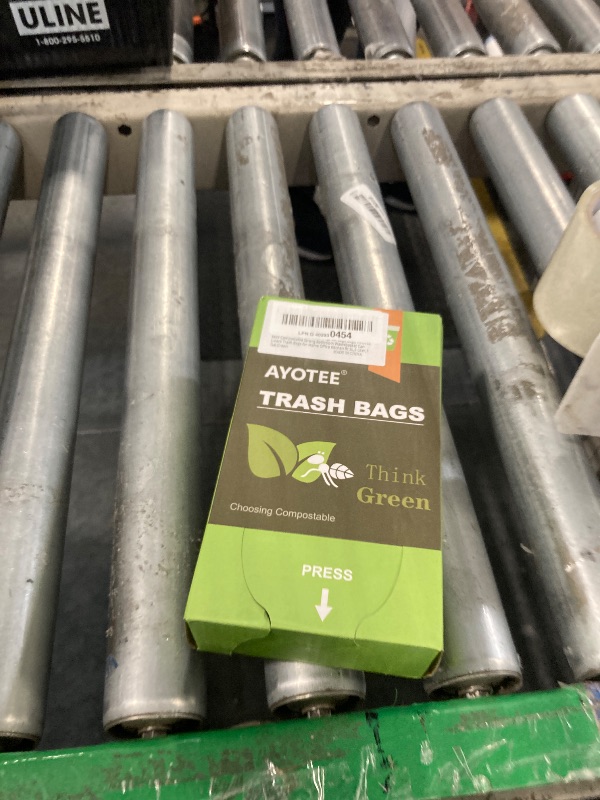 ULINE
1-800-295-5510
0454
AYOTEE®
TRASH BAGS
Think
Green
Choosing Compostable
PRESS